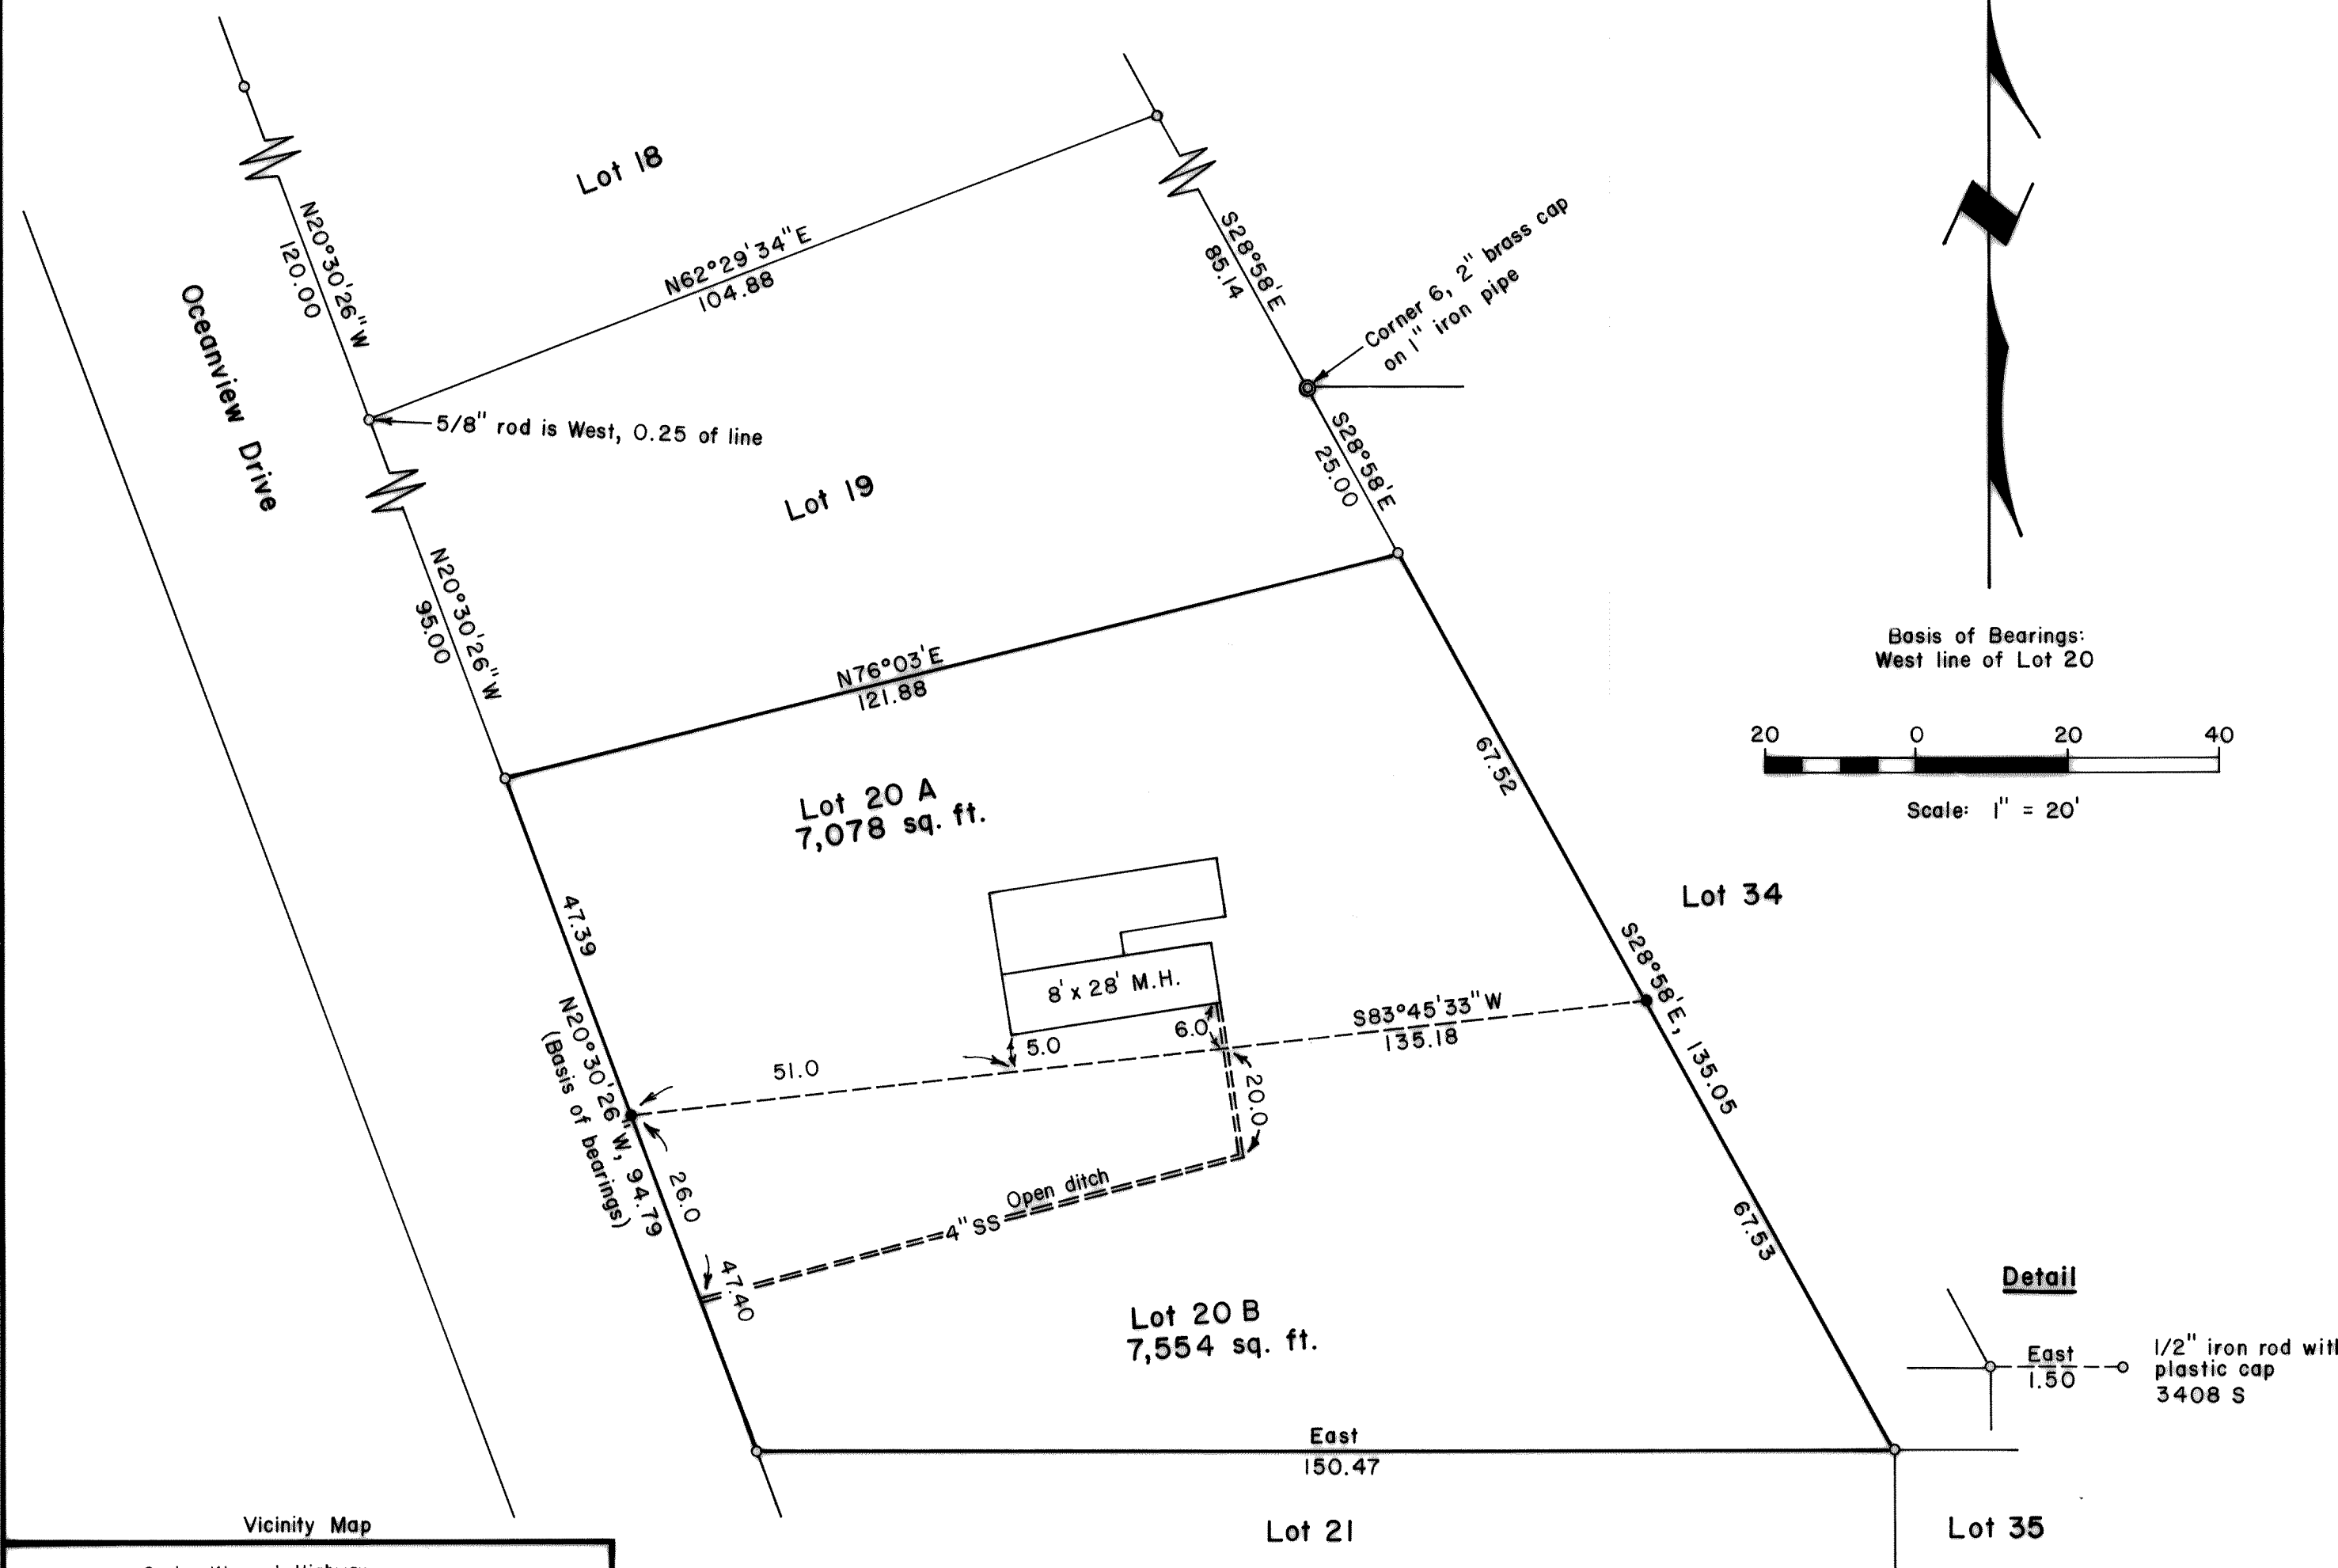 Lot 18
N20°30'26"W
120.00
N62°29'34"E
104.88
S28°58'E
85.14
Corner 6, 2" brass cap
on 1" iron pipe
Oceanview Drive
5/8" rod is West, 0.25 of line
S28°58'E
25.00
Lot 19
N20°30'26"W
95.00
N76°03'E
121.88
Basis of Bearings:
West line of Lot 20
20 0 20 40
Scale: 1" = 20'
67.52
Lot 20 A
7,078 sq. ft.
Lot 34
47.39
8' x 28' M.H.
S83°45'33"W
135.18
6.0
5.0
51.0
S28°58'E, 135.05
N20°30'26"W, 94.79
(Basis of bearings)
20.0
26.0
Open ditch
4" SS
47.40
67.53
Lot 20 B
7,554 sq. ft.
Detail
East
1.50
1/2" iron rod with
plastic cap
3408 S
East
150.47
Vicinity Map
Lot 21
Lot 35